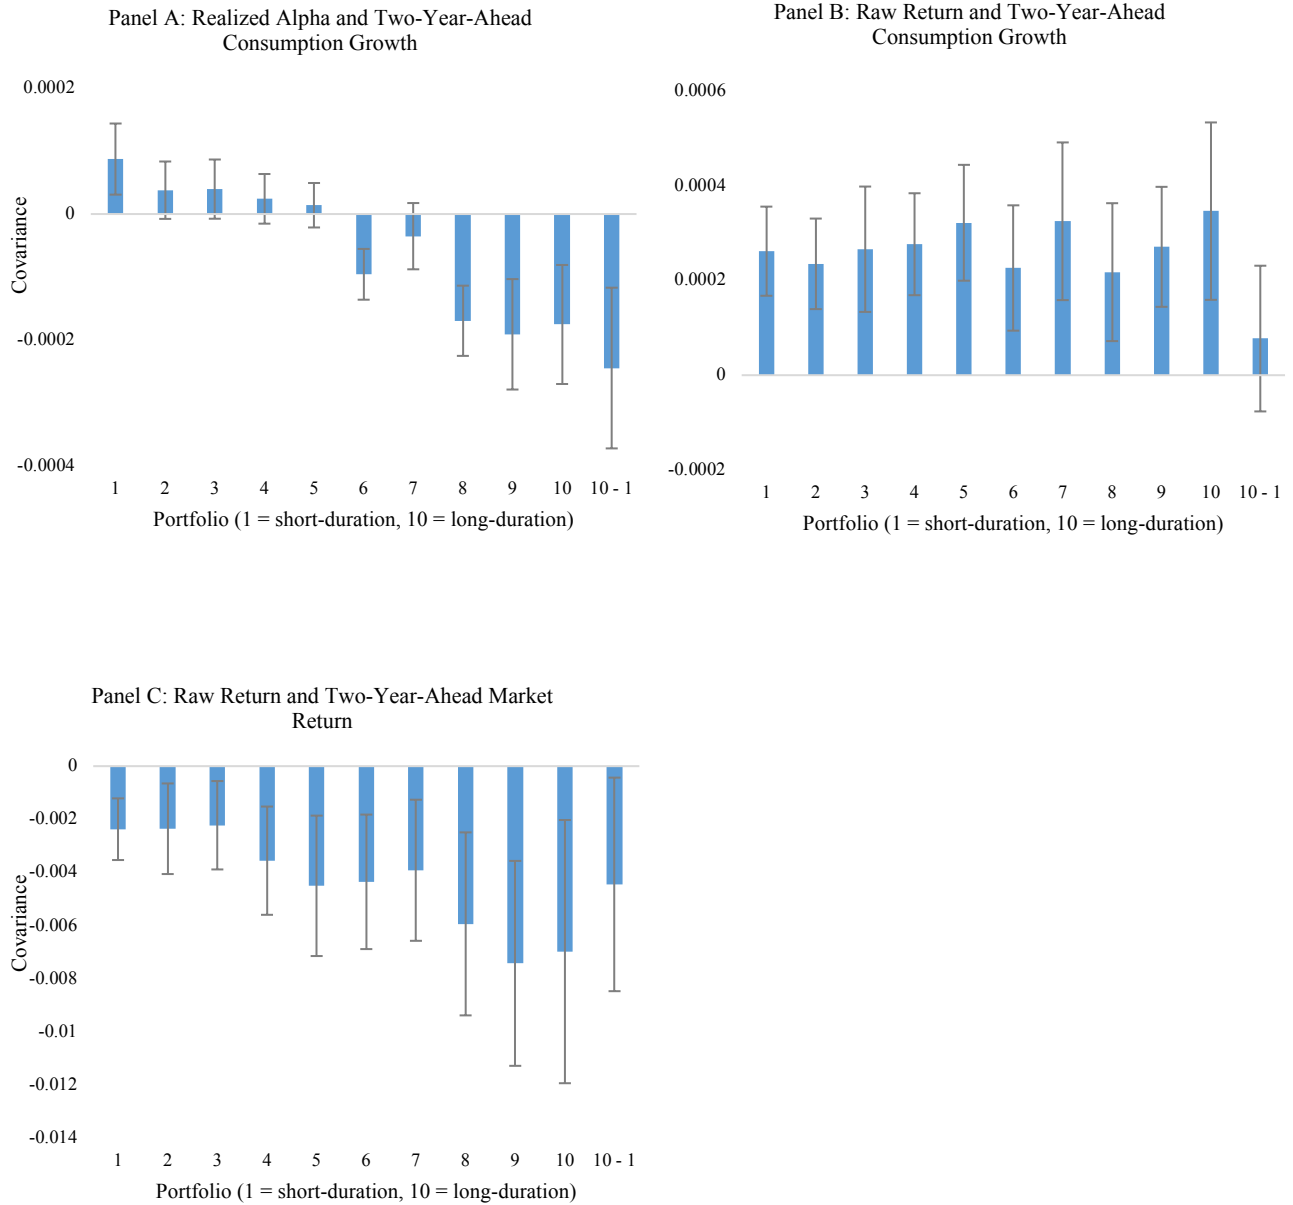 Panel A: Realized Alpha and Two-Year-Ahead
Consumption Growth
0.0002
0
-0.0002
-0.0004
Covariance
1 2 3 4 5 6 7 8 9 10 10 - 1
Portfolio (1 = short-duration, 10 = long-duration)
Panel B: Raw Return and Two-Year-Ahead
Consumption Growth
0.0006
0.0004
0.0002
0
-0.0002
1 2 3 4 5 6 7 8 9 10 10 - 1
Portfolio (1 = short-duration, 10 = long-duration)
Panel C: Raw Return and Two-Year-Ahead Market
Return
0
-0.002
-0.004
-0.006
-0.008
-0.01
-0.012
-0.014
Covariance
1 2 3 4 5 6 7 8 9 10 10 - 1
Portfolio (1 = short-duration, 10 = long-duration)